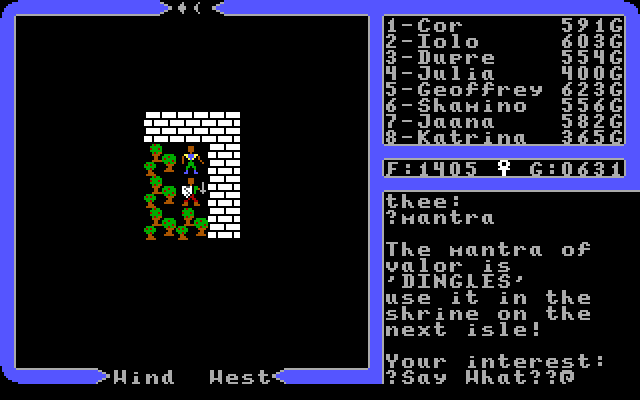 1-Cor 591G
2-Iolo 603G
3-Dupre 554G
4-Julia 400G
5-Geoffrey 623G
6-Shamino 556G
7-Jaana 582G
8-Katrina 365G
F:1405 G:0631
thee:
?mantra
The mantra of
valor is
'DINGLES'
use it in the
shrine on the
next isle!
Your interest:
?Say What??@
Wind West